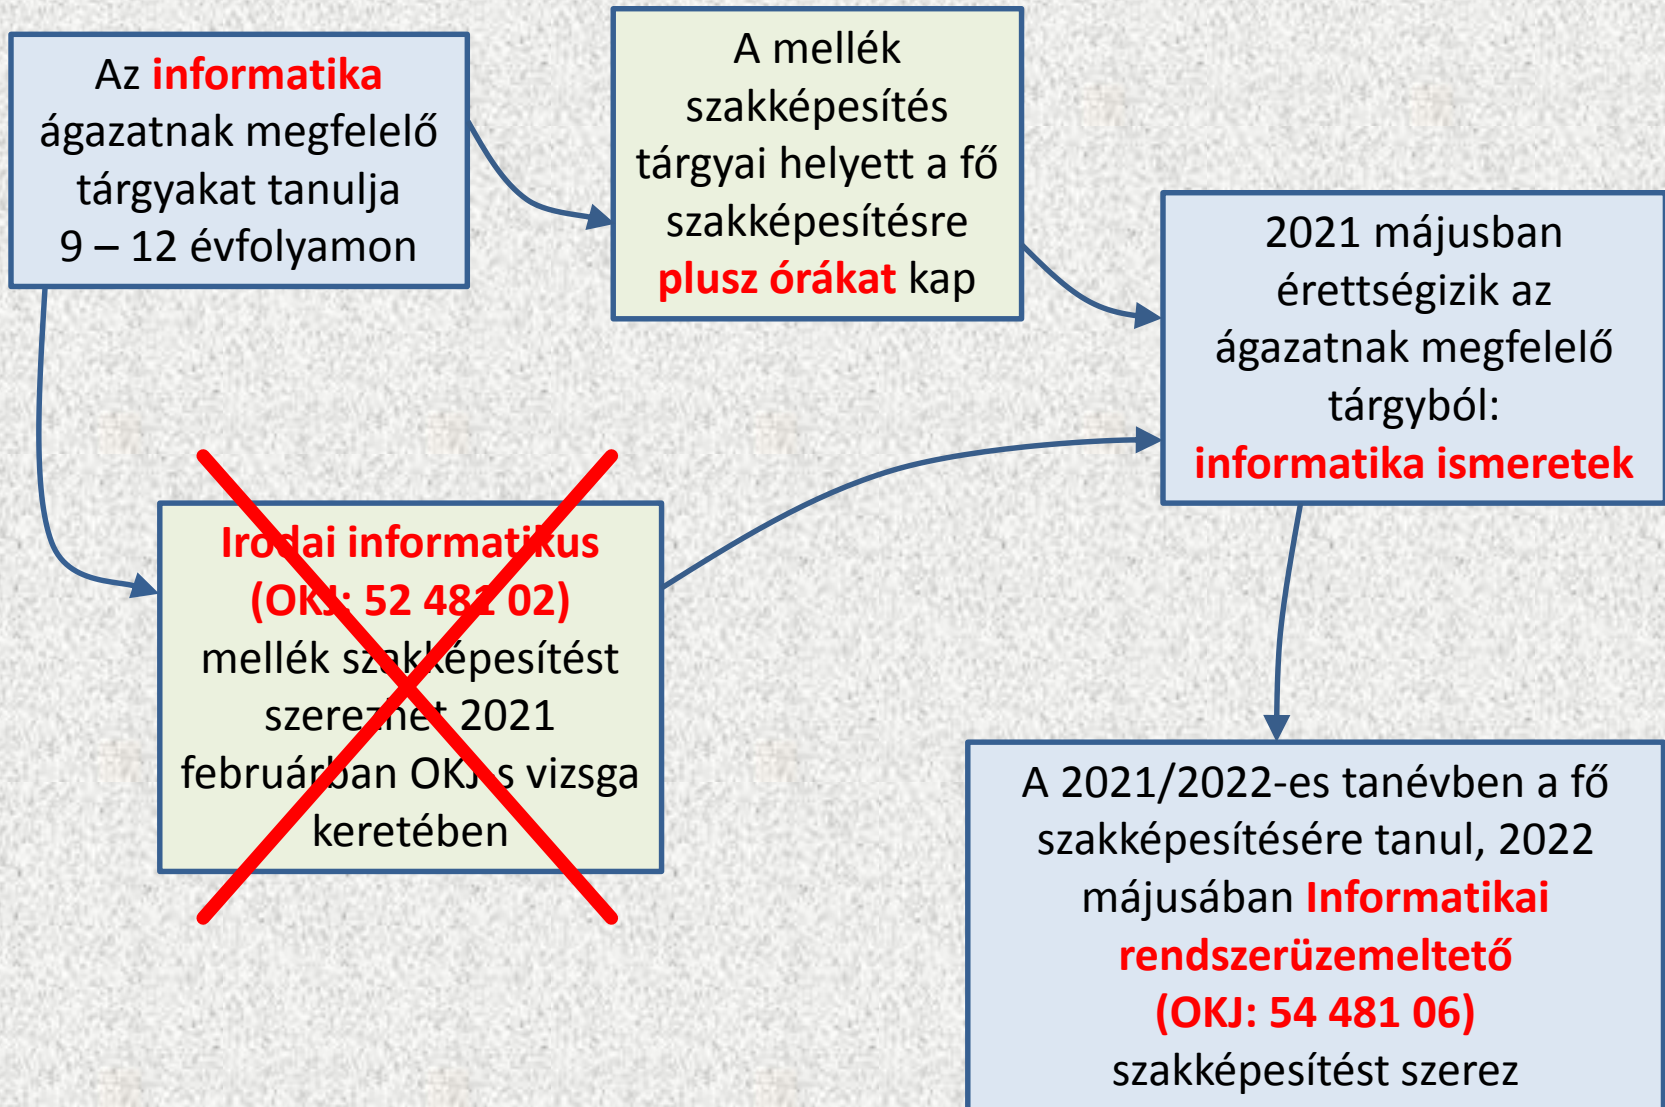 Az informatika
ágazatnak megfelelő
tárgyakat tanulja
9 – 12 évfolyamon
A mellék
szakképesítés
tárgyai helyett a fő
szakképesítésre
plusz órákat kap
2021 májusban
érettségizik az
ágazatnak megfelelő
tárgyból:
informatika ismeretek
Irodai informatikus
(OKJ: 52 481 02)
mellék szakképesítést
szerezhet 2021
februárban OKJ-s vizsga
keretében
A 2021/2022-es tanévben a fő
szakképesítésére tanul, 2022
májusában Informatikai
rendszerüzemeltető
(OKJ: 54 481 06)
szakképesítést szerez